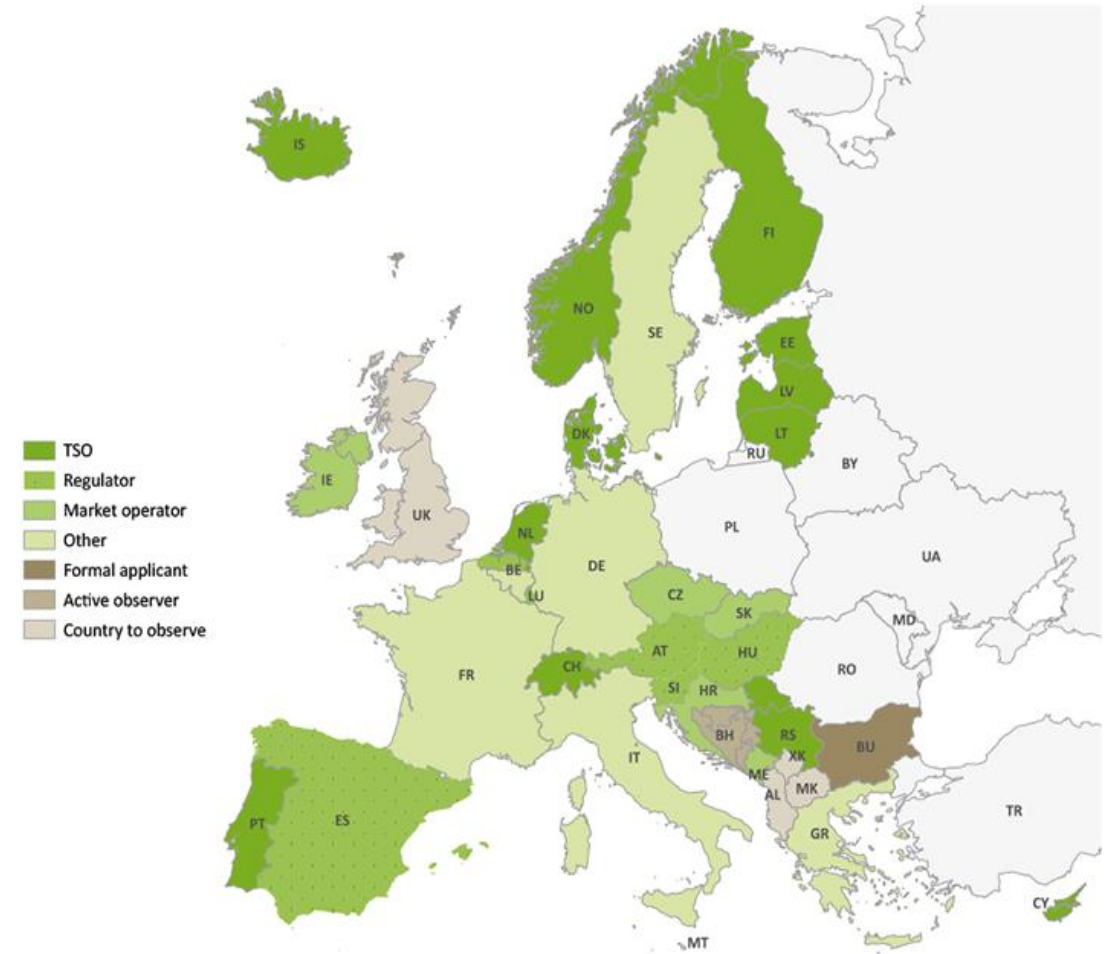 IS
FI
NO
SE
EE
LV
DK
LT
RU
BY
IE
UK
NL
PL
BE
DE
UA
LU
CZ
SK
MD
FR
AT
HU
CH
RO
SI
HR
BH
RS
BU
IT
XK
ME
AL
MK
TR
PT
ES
GR
CY
MT
TSO
Regulator
Market operator
Other
Formal applicant
Active observer
Country to observe